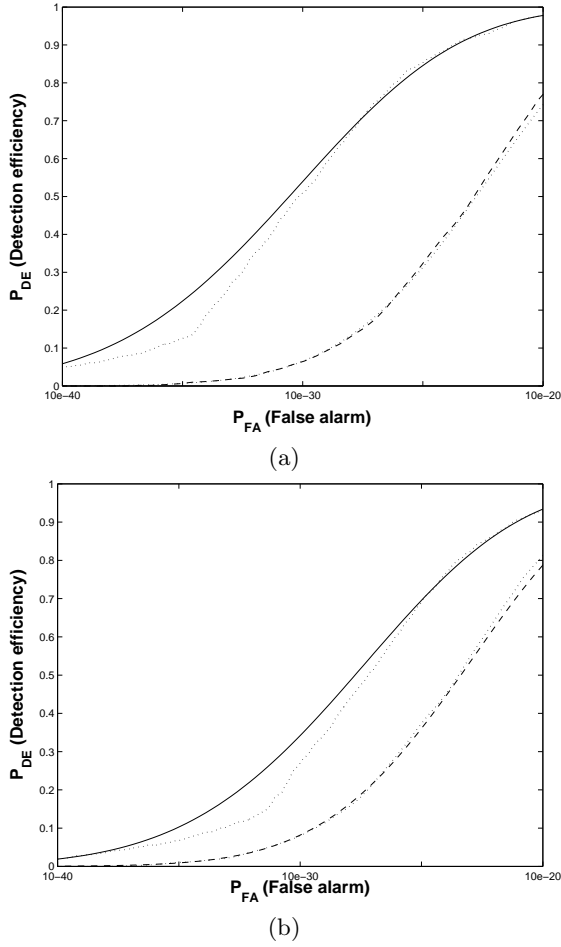 1
0.9
0.8
0.7
0.6
0.5
0.4
0.3
0.2
0.1
0
P_DE (Detection efficiency)
10e−40 10e−30 10e−20
P_FA (False alarm)
(a)
1
0.9
0.8
0.7
0.6
0.5
0.4
0.3
0.2
0.1
0
P_DE (Detection efficiency)
10−40 10e−30 10e−20
P_FA (False alarm)
(b)